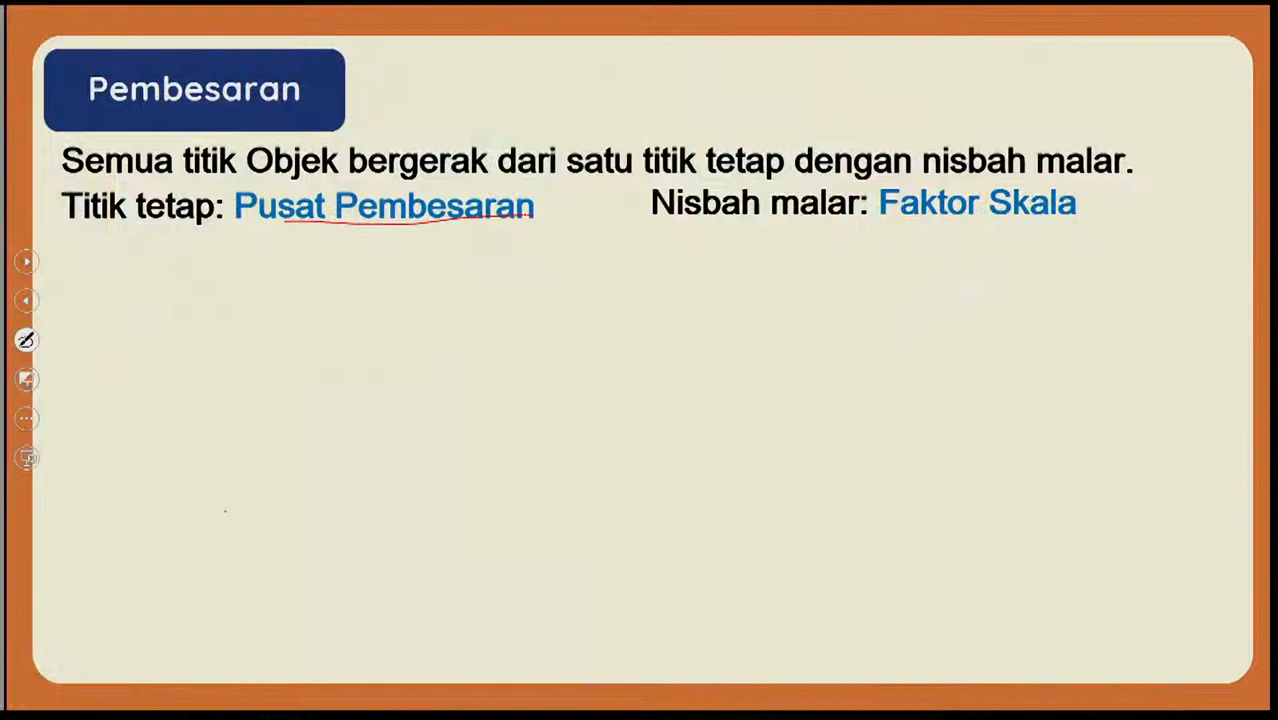 Pembesaran
Semua titik Objek bergerak dari satu titik tetap dengan nisbah malar.
Titik tetap: Pusat Pembesaran
Nisbah malar: Faktor Skala